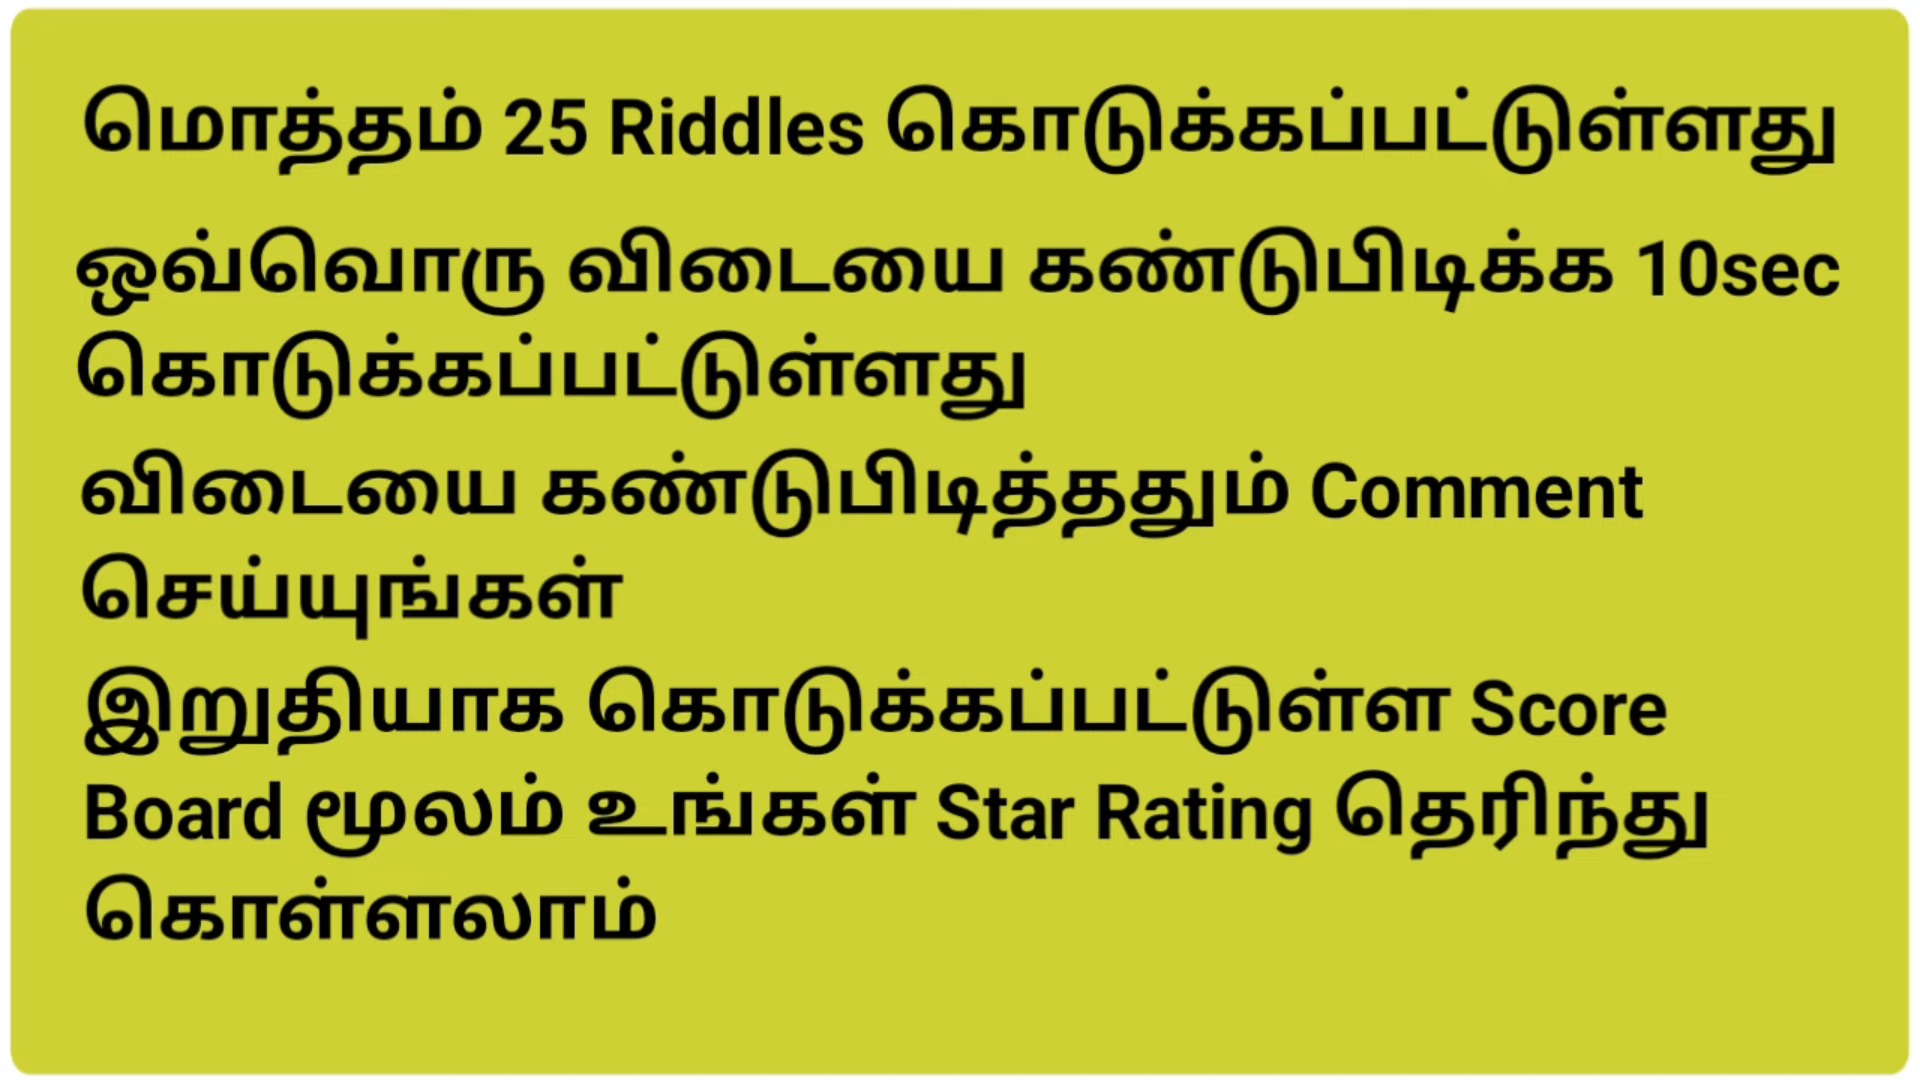 மொத்தம் 25 Riddles கொடுக்கப்பட்டுள்ளது
ஒவ்வொரு விடையை கண்டுபிடிக்க 10sec
கொடுக்கப்பட்டுள்ளது
விடையை கண்டுபிடித்ததும் Comment
செய்யுங்கள்
இறுதியாக கொடுக்கப்பட்டுள்ள Score
Board மூலம் உங்கள் Star Rating தெரிந்து
கொள்ளலாம்